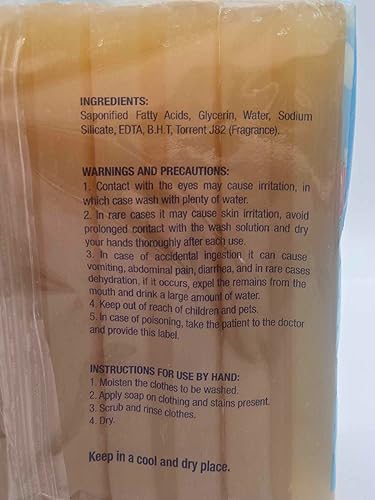 INGREDIENTS:
Saponified Fatty Acids, Glycerin, Water, Sodium
Silicate, EDTA, B.H.T, Torrent J82 (Fragrance).
WARNINGS AND PRECAUTIONS:
1. Contact with the eyes may cause irritation, in
which case wash with plenty of water.
2. In rare cases it may cause skin irritation, avoid
prolonged contact with the wash solution and dry
your hands thoroughly after each use.
3. In case of accidental ingestion it can cause
vomiting, abdominal pain, diarrhea, and in rare cases
dehydration, if it occurs, expel the remains from the
mouth and drink a large amount of water.
4. Keep out of reach of children and pets.
5. In case of poisoning, take the patient to the doctor
and provide this label.
INSTRUCTIONS FOR USE BY HAND:
1. Moisten the clothes to be washed.
2. Apply soap on clothing and stains present.
3. Scrub and rinse clothes.
4. Dry.
Keep in a cool and dry place.